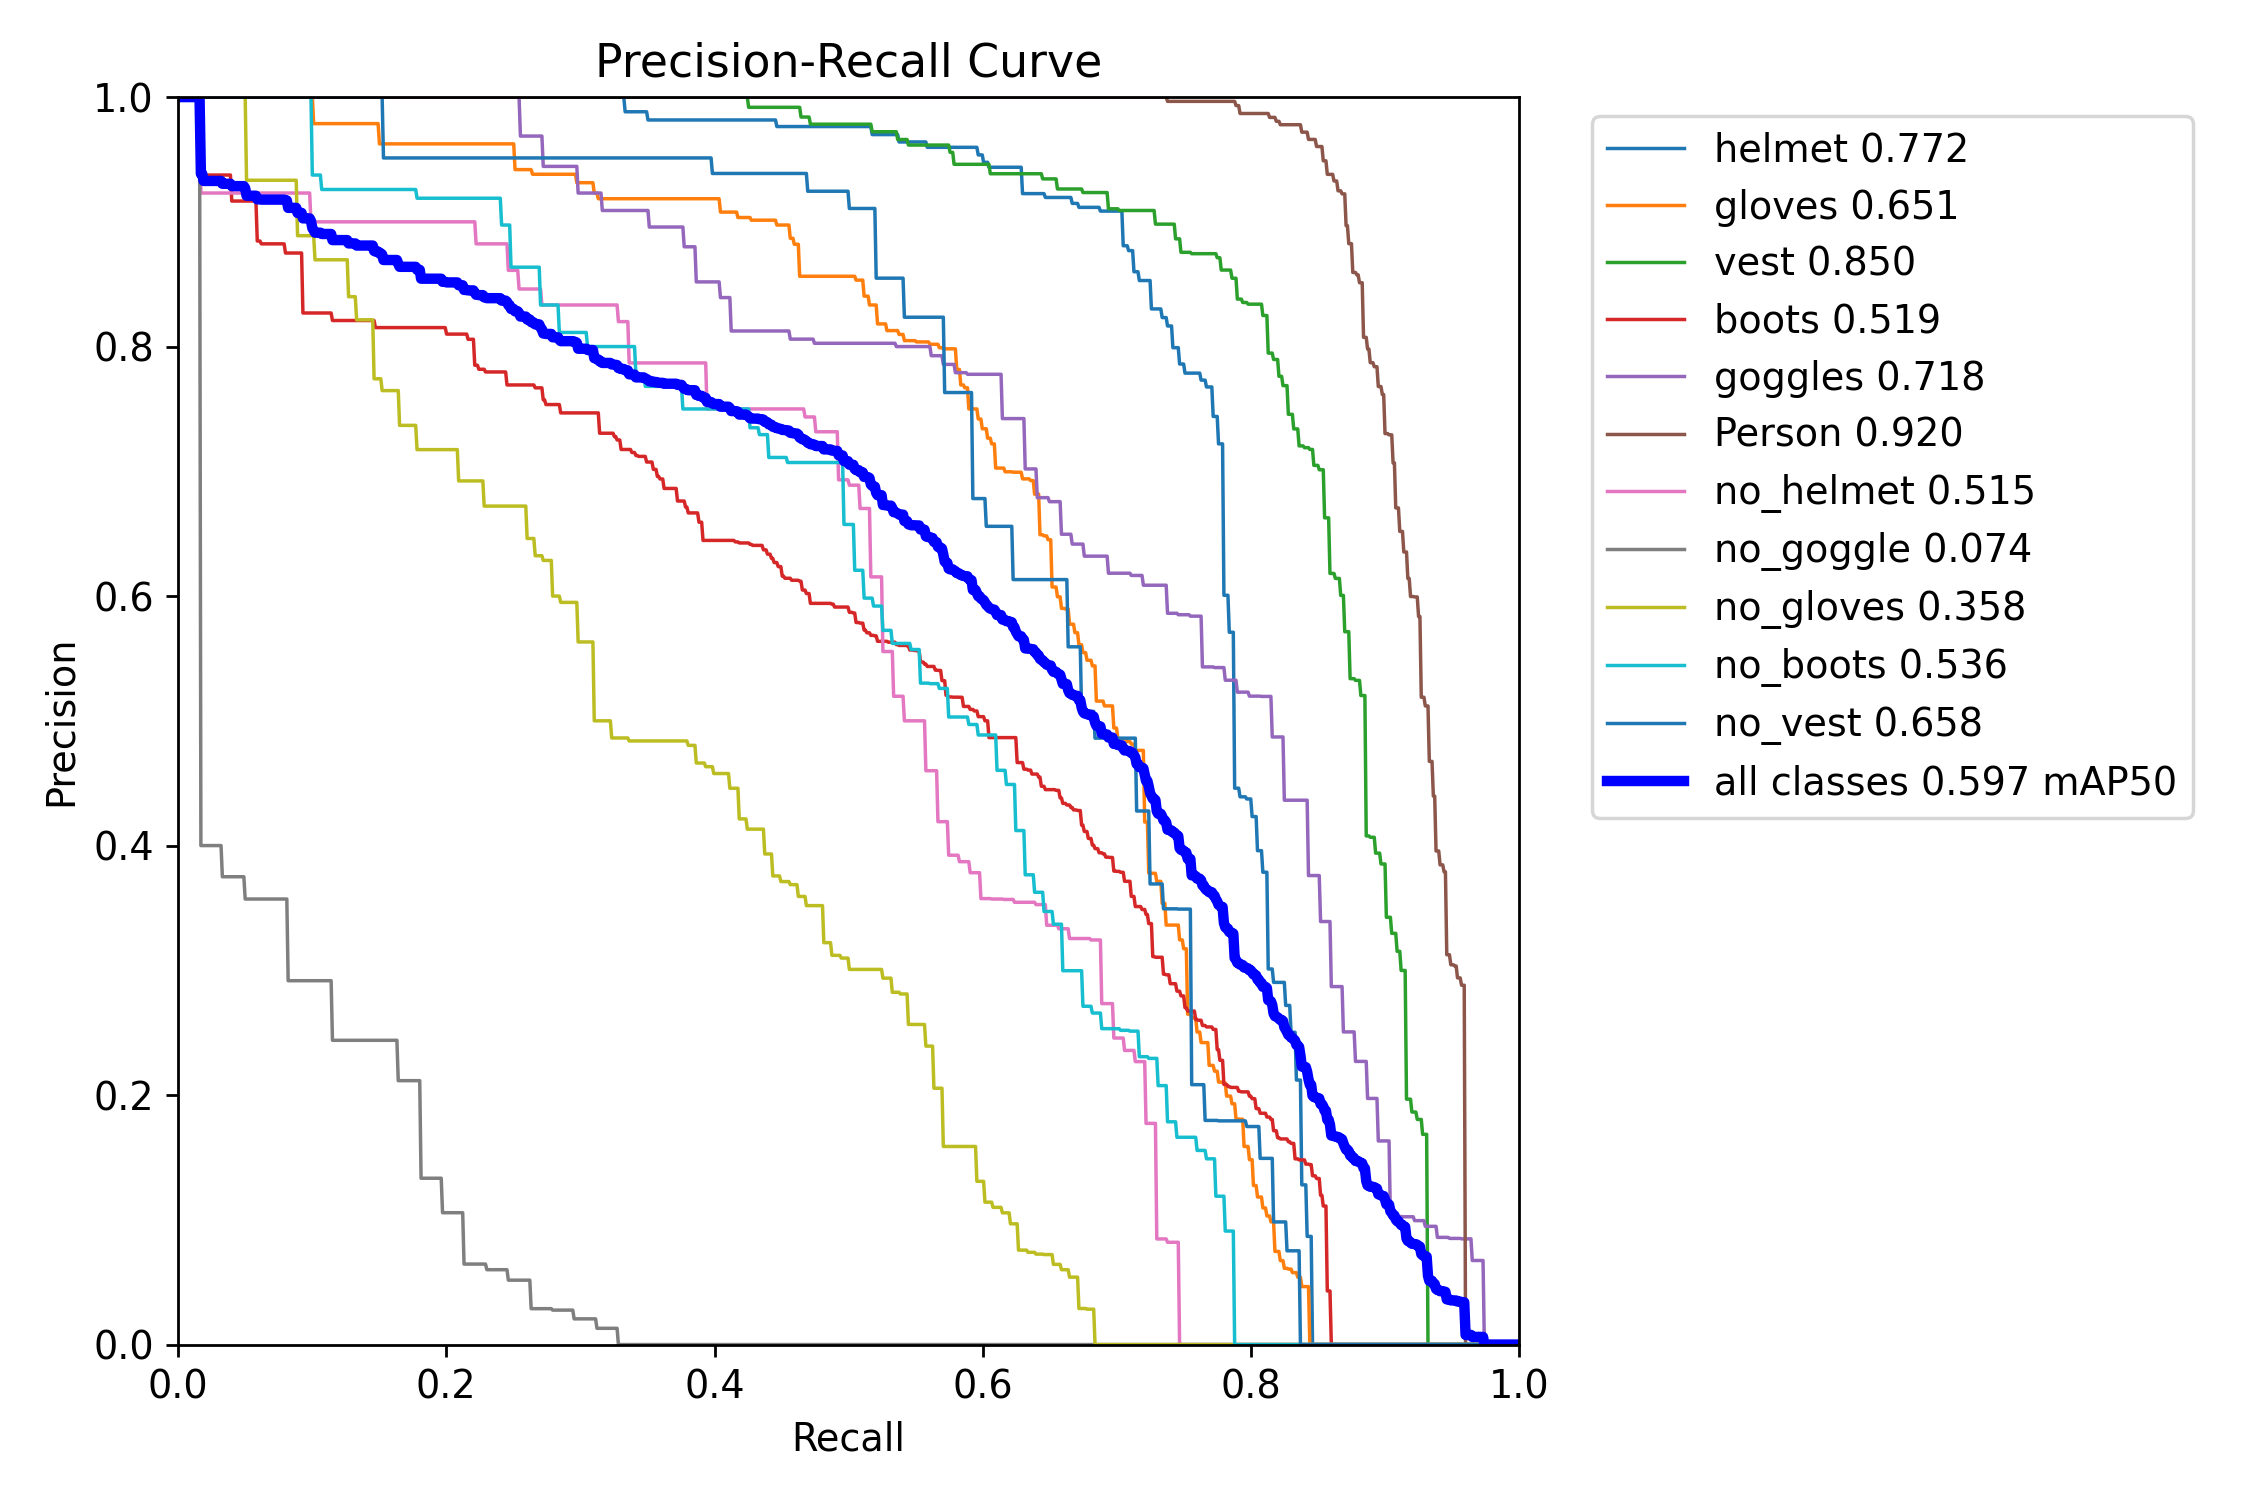 Precision-Recall Curve
1.0
0.8
0.6
0.4
0.2
0.0
Precision
0.0 0.2 0.4 0.6 0.8 1.0
Recall
helmet 0.772
gloves 0.651
vest 0.850
boots 0.519
goggles 0.718
Person 0.920
no_helmet 0.515
no_goggle 0.074
no_gloves 0.358
no_boots 0.536
no_vest 0.658
all classes 0.597 mAP50